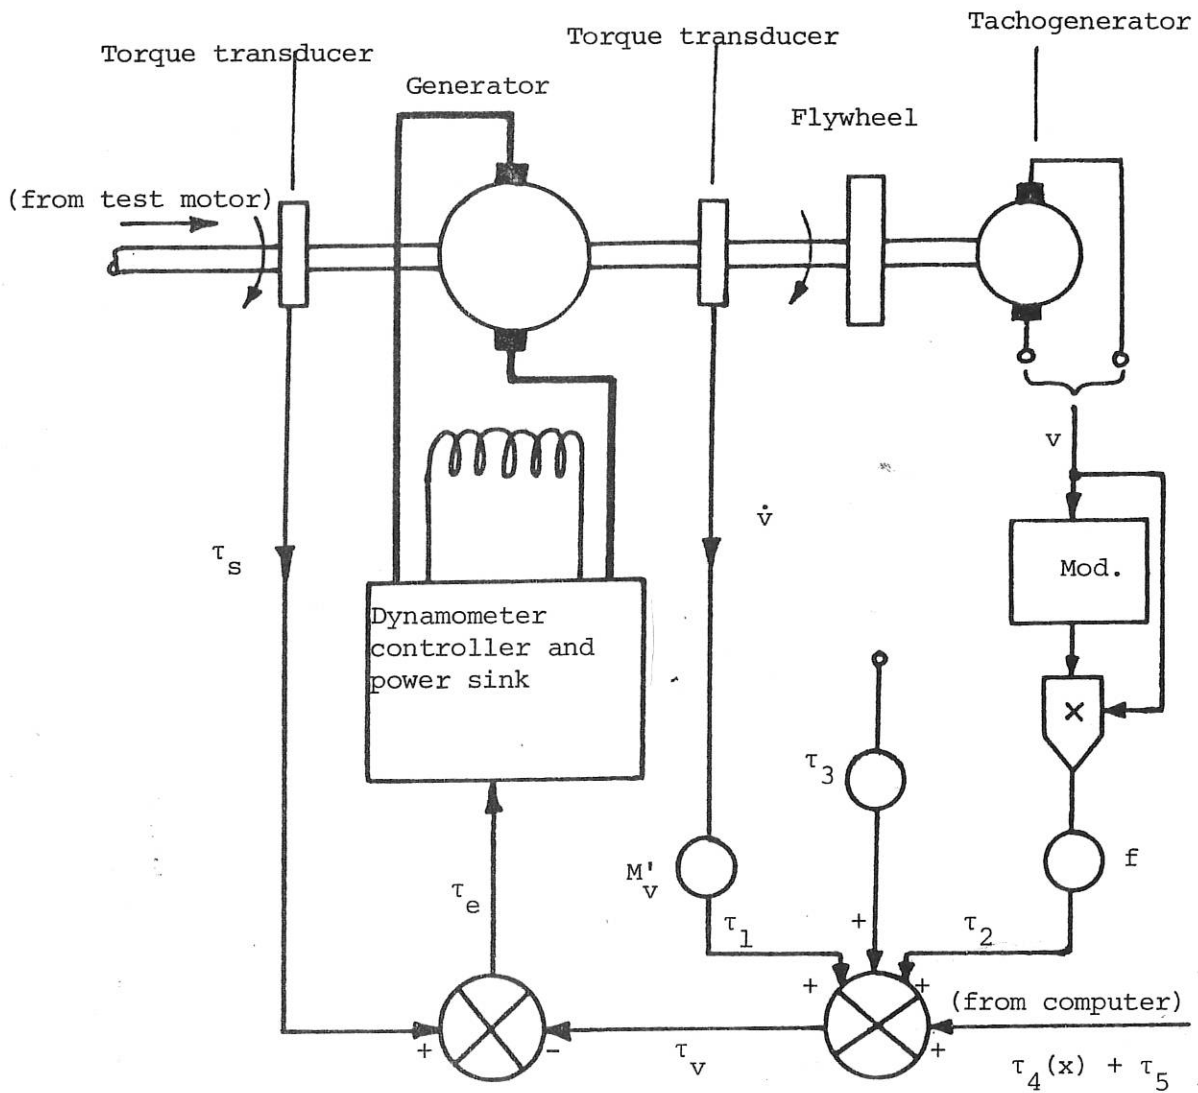 Tachogenerator
Torque transducer
Torque transducer
Generator
Flywheel
(from test motor)
v
v̇
τs
Mod.
Dynamometer
controller and
power sink
×
τ3
M'v
f
τe
τ1
+
τ2
+
+
(from computer)
+
−
τv
+
τ4(x) + τ5